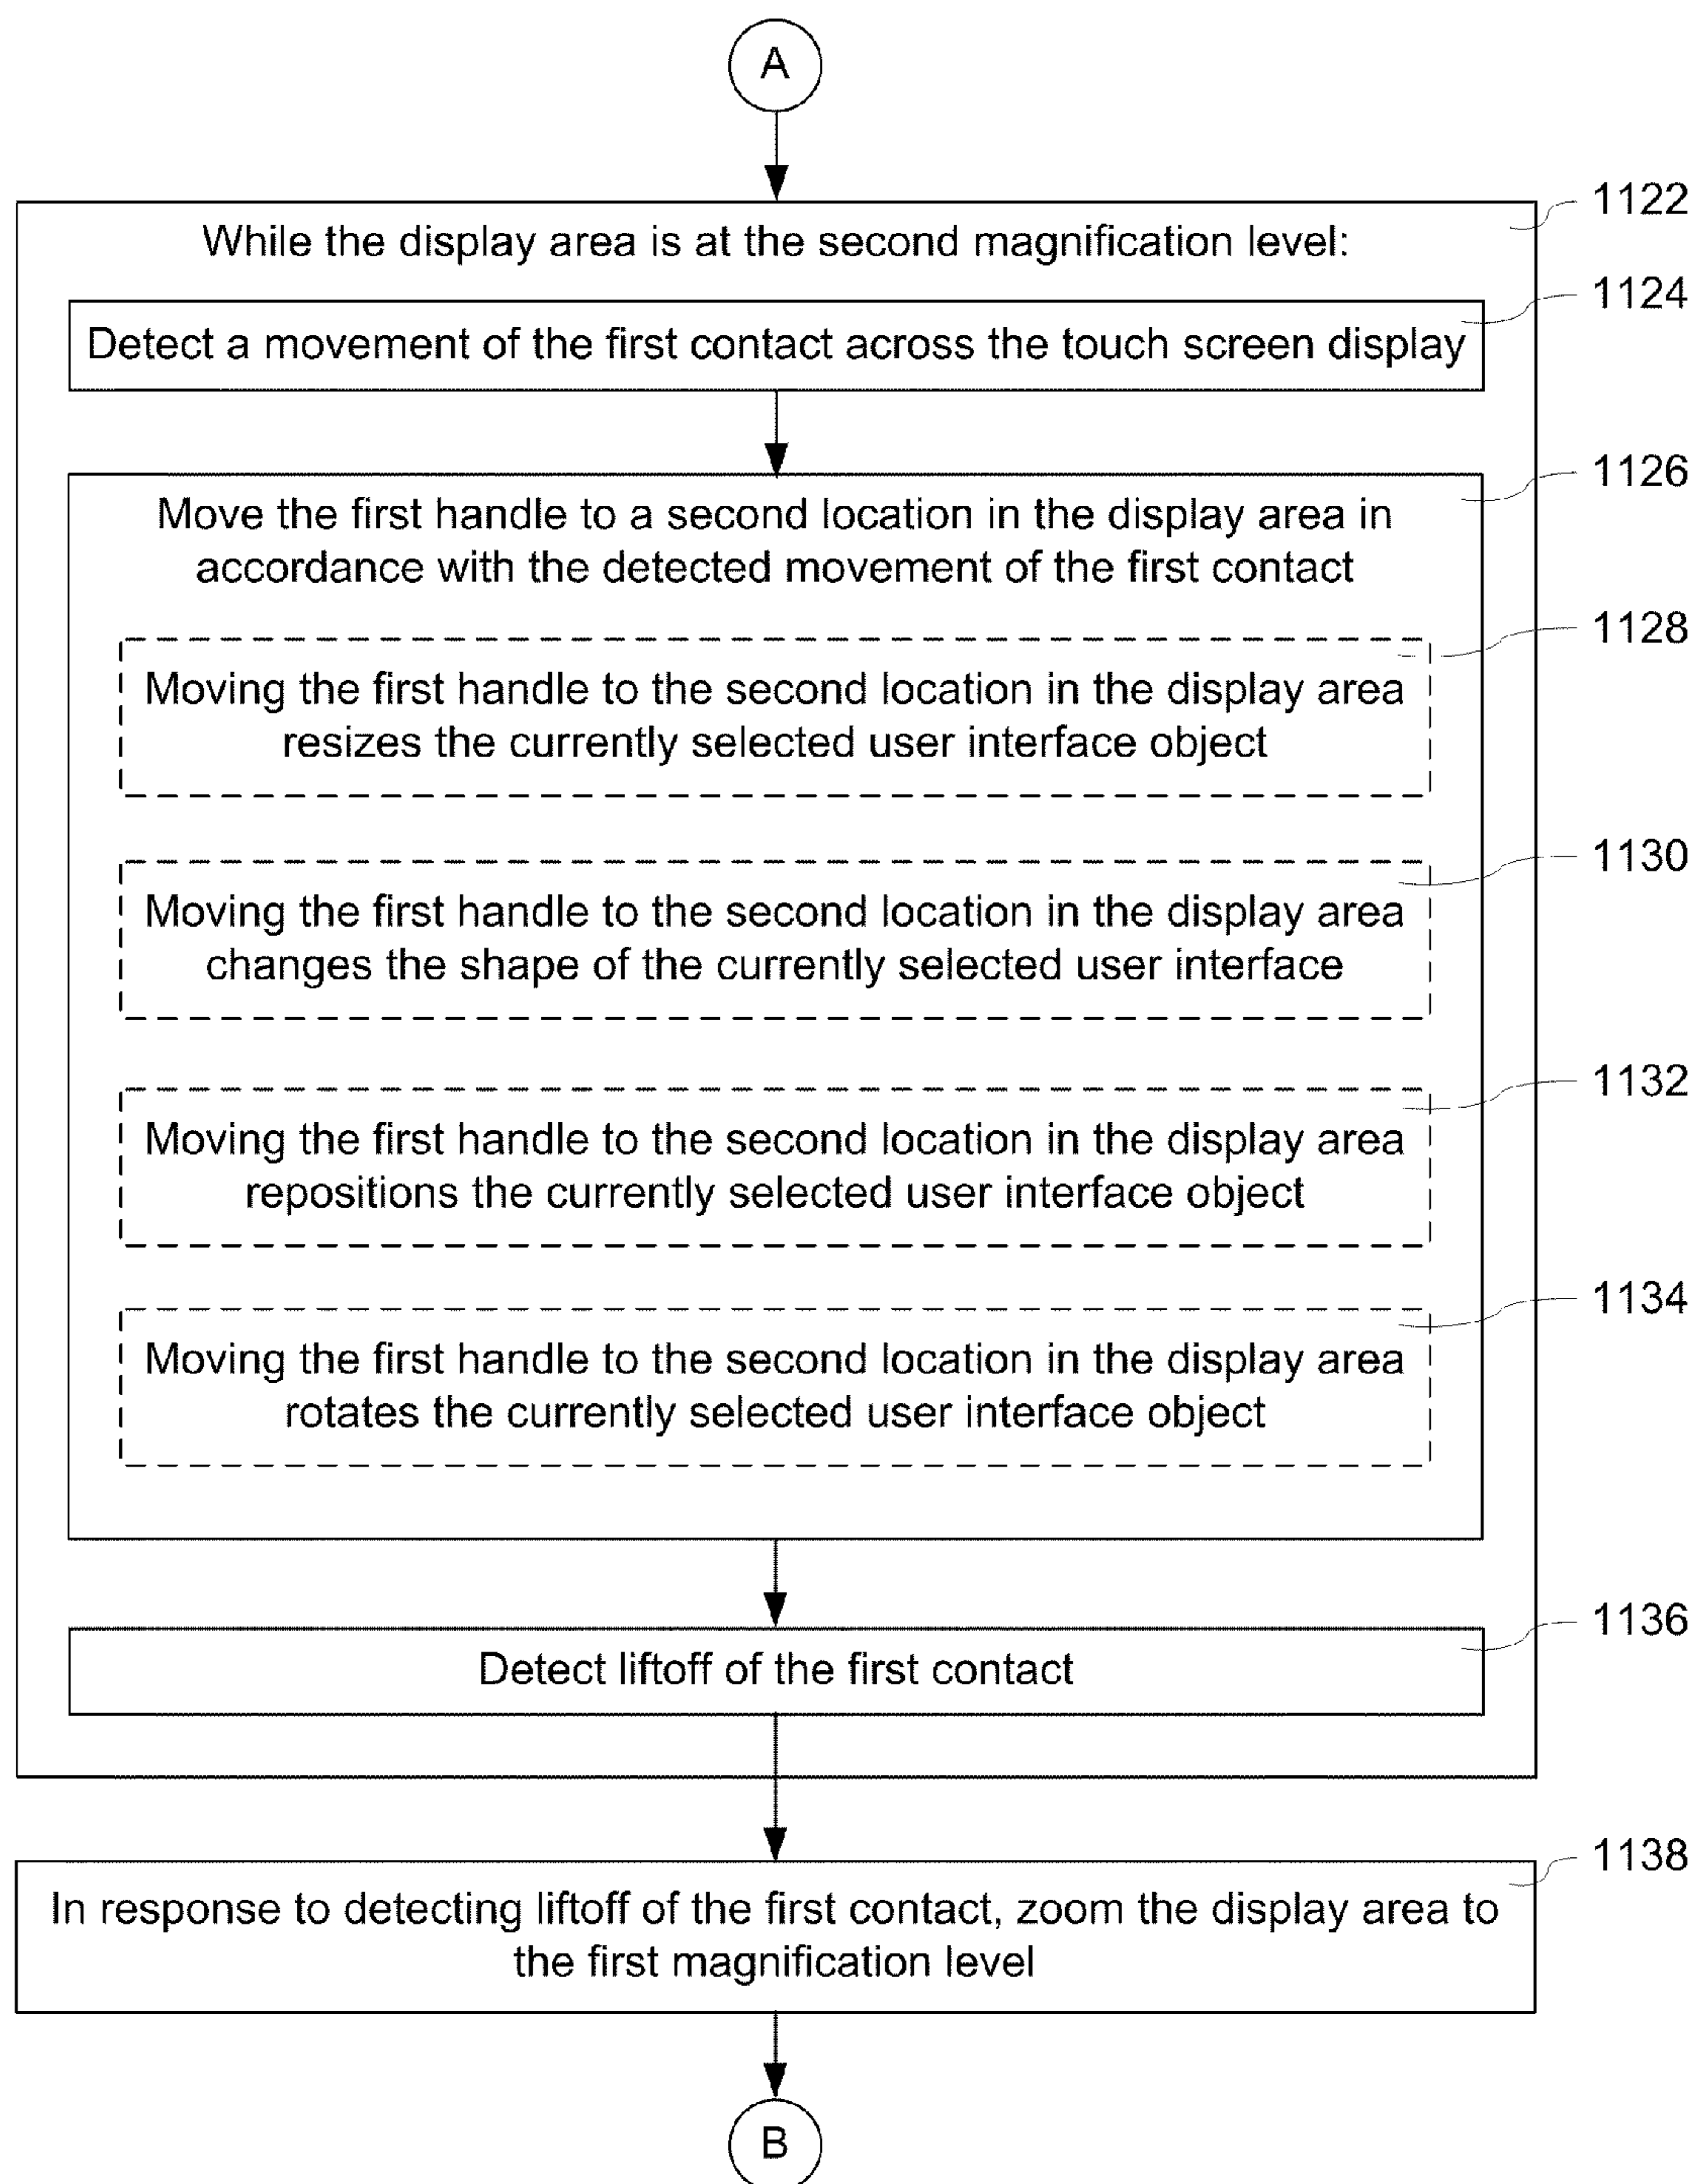 A
1122
While the display area is at the second magnification level:
1124
Detect a movement of the first contact across the touch screen display
1126
Move the first handle to a second location in the display area in
accordance with the detected movement of the first contact
1128
Moving the first handle to the second location in the display area
resizes the currently selected user interface object
1130
Moving the first handle to the second location in the display area
changes the shape of the currently selected user interface
1132
Moving the first handle to the second location in the display area
repositions the currently selected user interface object
1134
Moving the first handle to the second location in the display area
rotates the currently selected user interface object
1136
Detect liftoff of the first contact
1138
In response to detecting liftoff of the first contact, zoom the display area to
the first magnification level
B